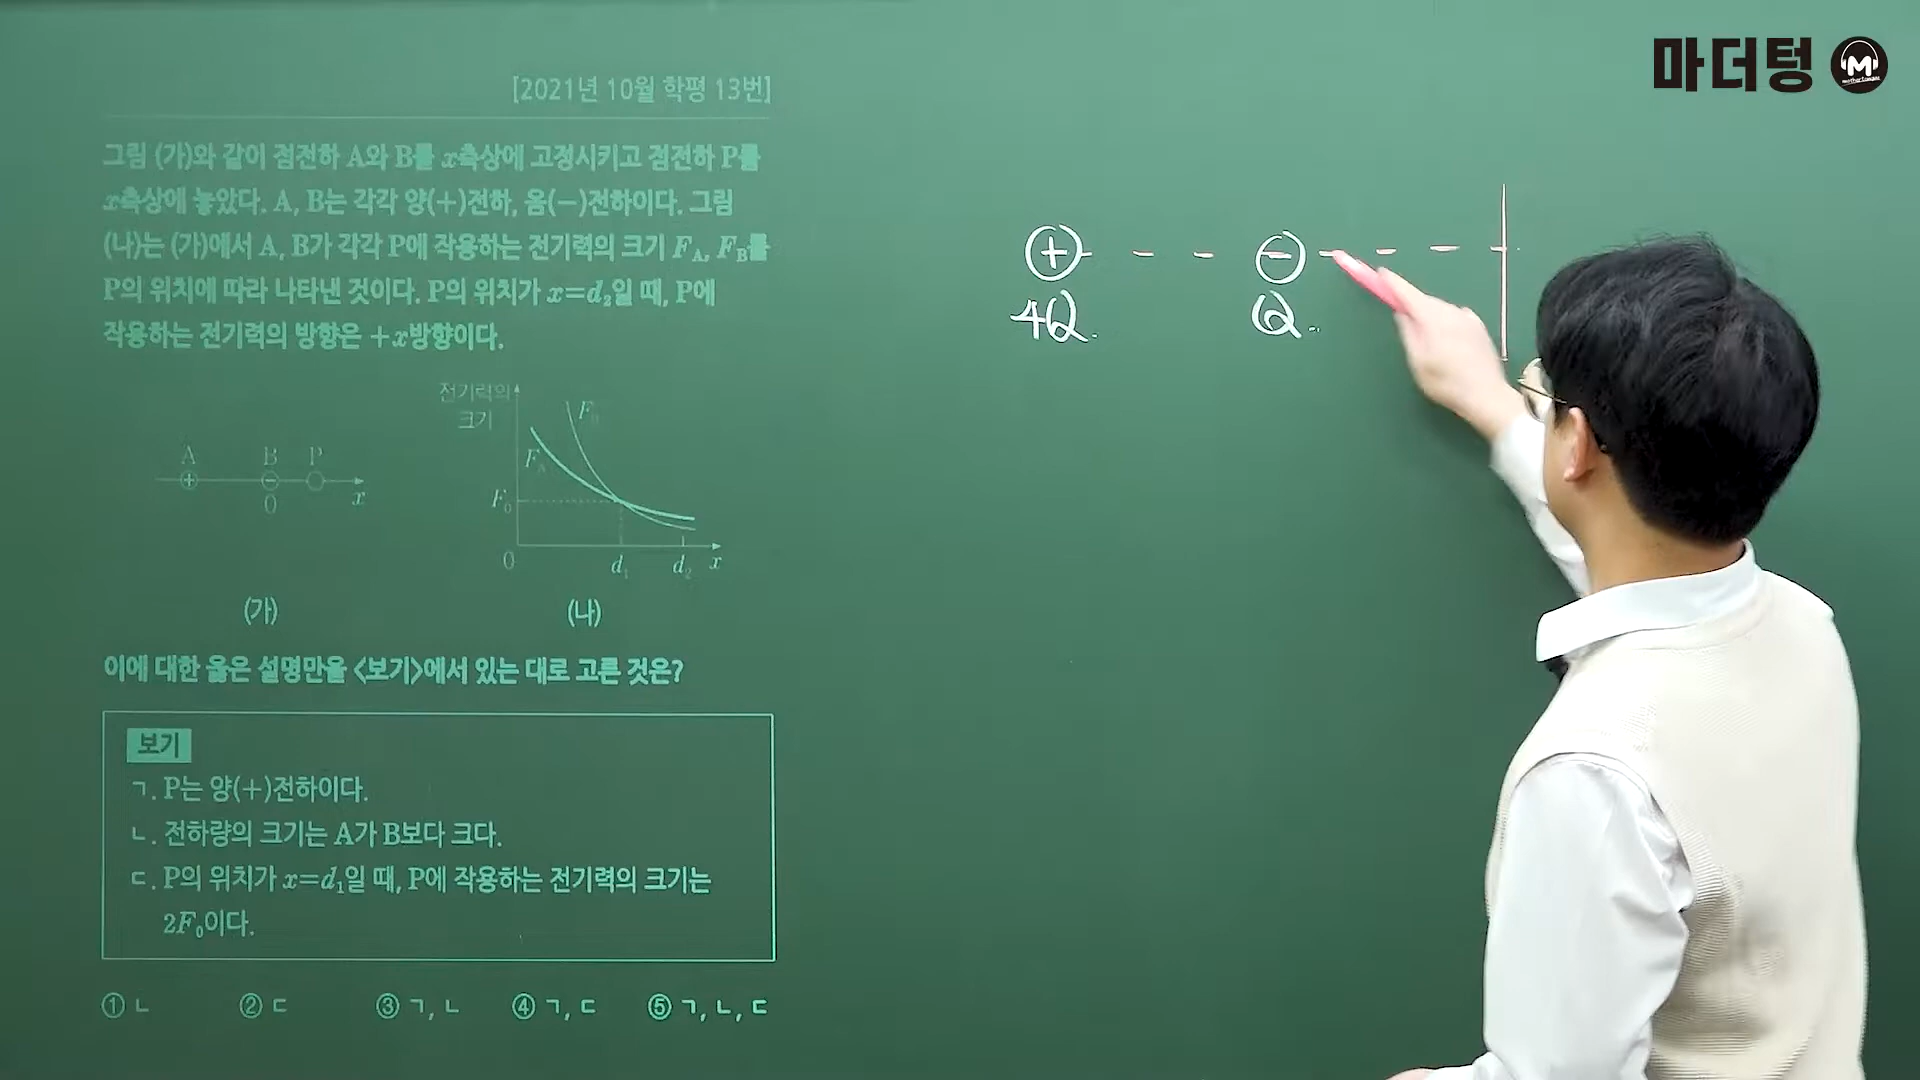 마더텅
[2021년 10월 학평 13번]
그림 (가)와 같이 점전하 A와 B를 x축상에 고정시키고 점전하 P를
x축상에 놓았다. A, B는 각각 양(+)전하, 음(-)전하이다. 그림
(나)는 (가)에서 A, B가 각각 P에 작용하는 전기력의 크기 F_A, F_B를
P의 위치에 따라 나타낸 것이다. P의 위치가 x=d₂일 때, P에
작용하는 전기력의 방향은 +x방향이다.
A B P
+ -
0 x
(가)
전기력의
크기
F_B
F_A
F₀
0 d₁ d₂ x
(나)
이에 대한 옳은 설명만을 <보기>에서 있는 대로 고른 것은?
보기
ㄱ. P는 양(+)전하이다.
ㄴ. 전하량의 크기는 A가 B보다 크다.
ㄷ. P의 위치가 x=d₁일 때, P에 작용하는 전기력의 크기는
2F₀이다.
① ㄴ ② ㄷ ③ ㄱ, ㄴ ④ ㄱ, ㄷ ⑤ ㄱ, ㄴ, ㄷ
+ -
4Q Q